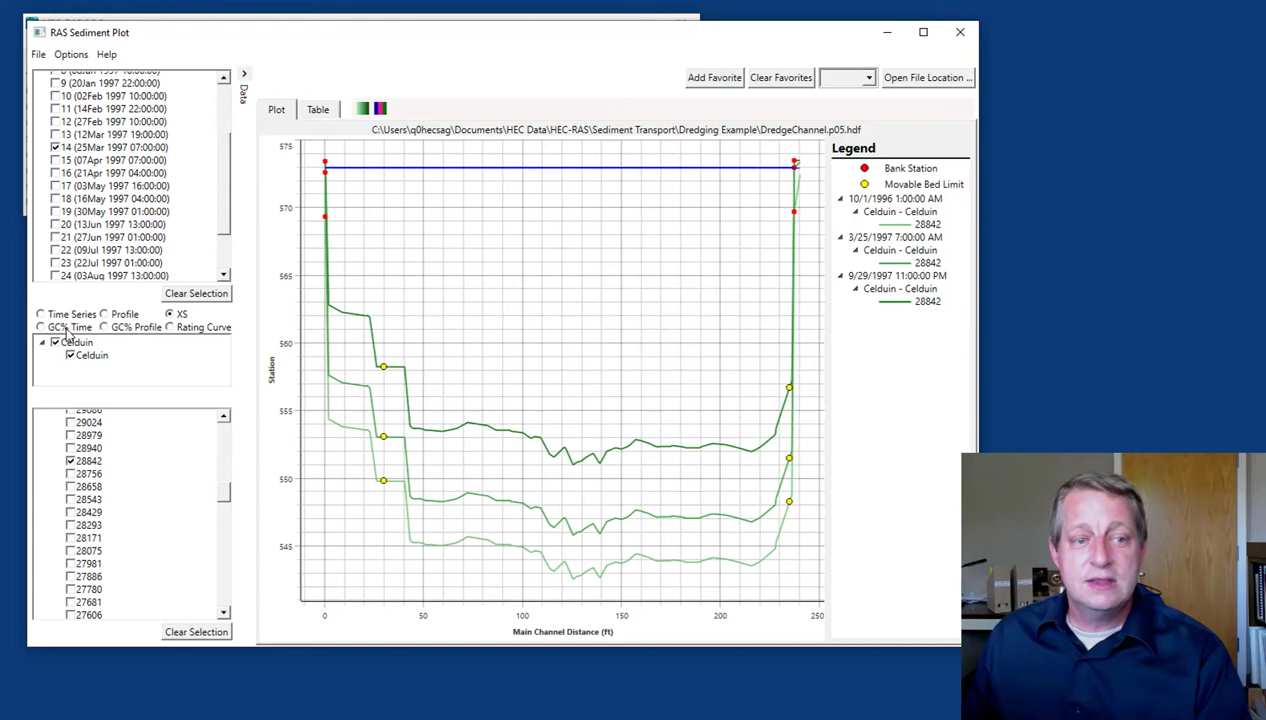 RAS Sediment Plot
File Options Help
9 (20Jan 1997 22:00:00)
10 (02Feb 1997 10:00:00)
11 (14Feb 1997 22:00:00)
12 (27Feb 1997 10:00:00)
13 (12Mar 1997 19:00:00)
14 (25Mar 1997 07:00:00)
15 (07Apr 1997 07:00:00)
16 (21Apr 1997 04:00:00)
17 (03May 1997 16:00:00)
18 (16May 1997 04:00:00)
19 (30May 1997 01:00:00)
20 (13Jun 1997 13:00:00)
21 (27Jun 1997 01:00:00)
22 (09Jul 1997 13:00:00)
23 (22Jul 1997 01:00:00)
24 (03Aug 1997 13:00:00)
Clear Selection
Time Series Profile XS
GC% Time GC% Profile Rating Curve
Celduin
Celduin
29086
29024
28979
28940
28842
28756
28658
28543
28429
28293
28171
28075
27981
27886
27780
27681
27606
Clear Selection
Data
Add Favorite Clear Favorites Open File Location ...
Plot Table
C:\Users\q0hecsag\Documents\HEC Data\HEC-RAS\Sediment Transport\Dredging Example\DredgeChannel.p05.hdf
575
570
565
560
555
550
545
Station
0 50 100 150 200 250
Main Channel Distance (ft)
Legend
Bank Station
Movable Bed Limit
10/1/1996 1:00:00 AM
Celduin - Celduin
28842
3/25/1997 7:00:00 AM
Celduin - Celduin
28842
9/29/1997 11:00:00 PM
Celduin - Celduin
28842